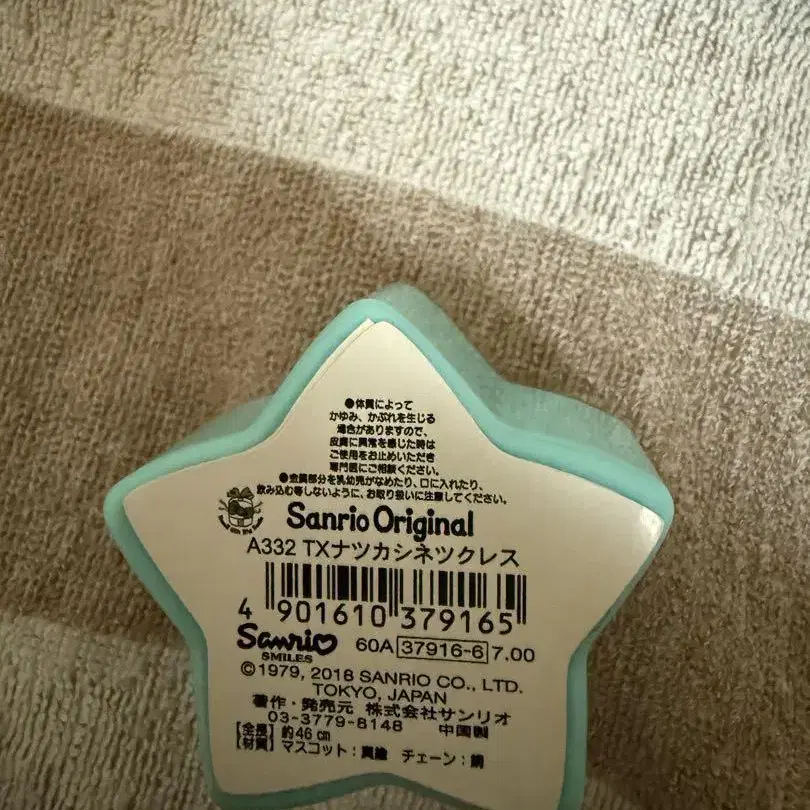 ●体質によって
かゆみ、かぶれを生じる
場合がありますので、
皮膚に異常を感じた時は
ご使用をお止めいただき
専門医にご相談ください。
●金属部分を乳幼児がなめたり、口に入れたり、
飲み込む等しないように、お取り扱いに注意してください。
Sanrio Original
A332 TXナツカシネツクレス
4 901610 379165
Sanrio
SMILES
60A 37916-6 7.00
©1979, 2018 SANRIO CO., LTD.
TOKYO, JAPAN
著作・発売元 株式会社サンリオ
03-3779-8148 中国製
【全長】約46cm
【材質】マスコット：真鍮 チェーン：銅